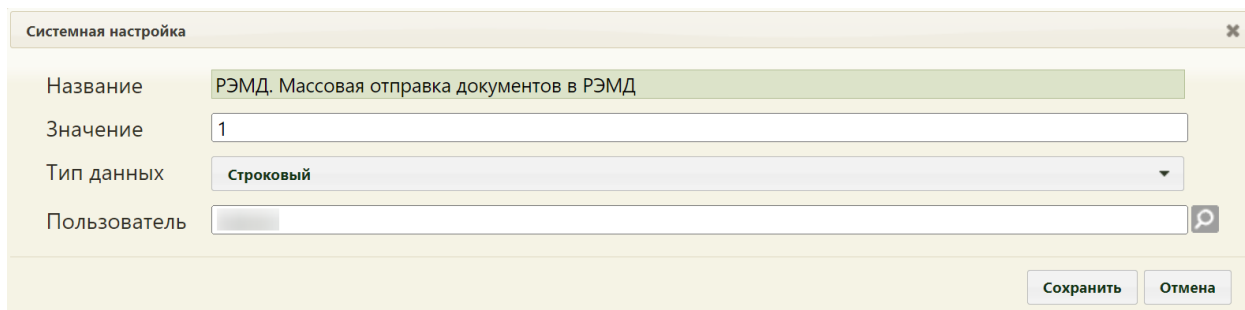 Системная настройка
Название РЭМД. Массовая отправка документов в РЭМД
Значение 1
Тип данных Строковый
Пользователь
Сохранить Отмена